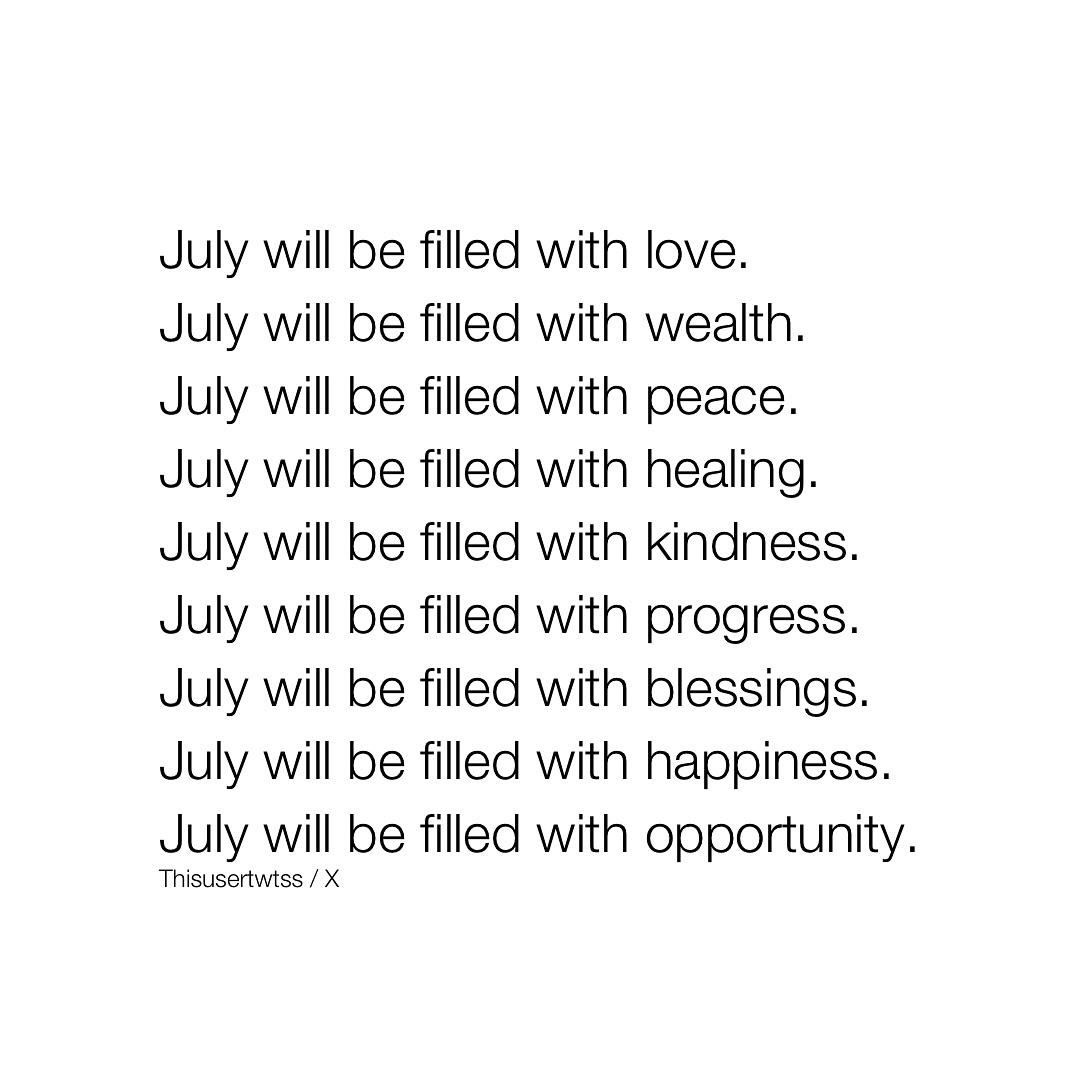 July will be filled with love.
July will be filled with wealth.
July will be filled with peace.
July will be filled with healing.
July will be filled with kindness.
July will be filled with progress.
July will be filled with blessings.
July will be filled with happiness.
July will be filled with opportunity.
Thisusertwtss / X